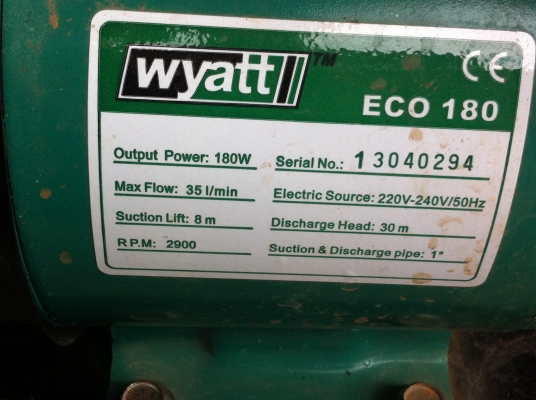 wyatt TM
CE
ECO 180
Output Power: 180W
Serial No.: 13040294
Max Flow: 35 l/min
Electric Source: 220V-240V/50Hz
Suction Lift: 8 m
Discharge Head: 30 m
R.P.M: 2900
Suction & Discharge pipe: 1"